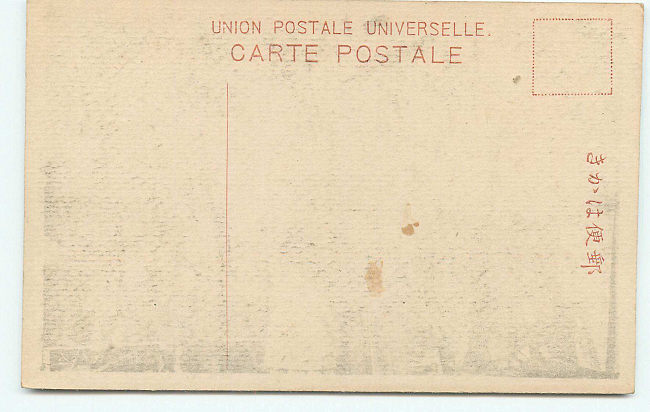 UNION POSTALE UNIVERSELLE.
CARTE POSTALE
きかは便郵